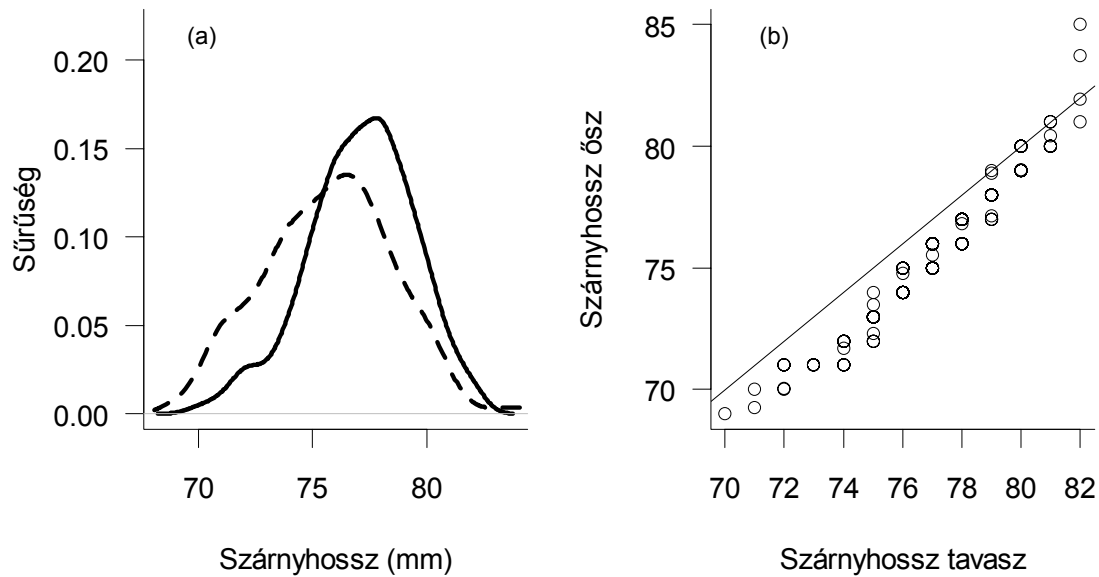 (a)
Sűrűség
0.20
0.15
0.10
0.05
0.00
70 75 80
Szárnyhossz (mm)
(b)
Szárnyhossz ősz
85
80
75
70
70 72 74 76 78 80 82
Szárnyhossz tavasz